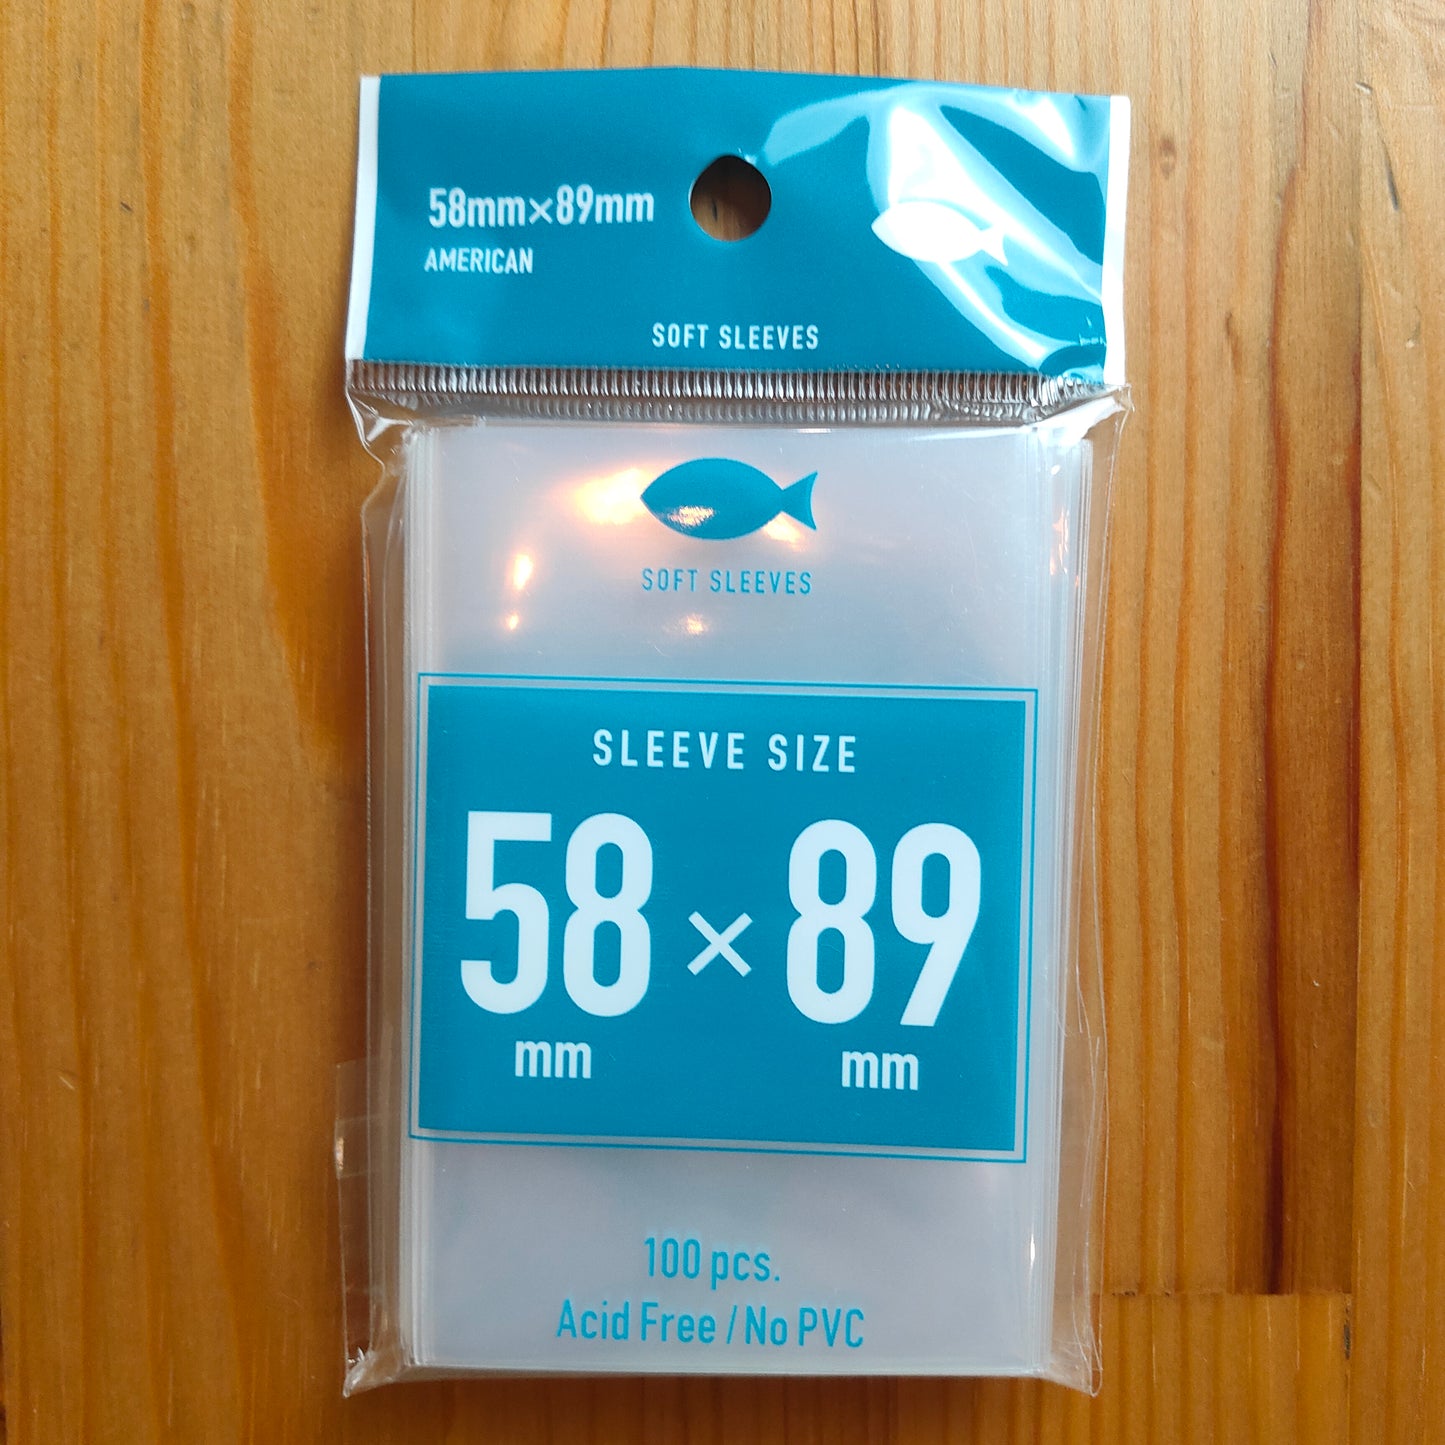 58mm×89mm
AMERICAN
SOFT SLEEVES
SOFT SLEEVES
SLEEVE SIZE
58 × 89
mm mm
100 pcs.
Acid Free / No PVC